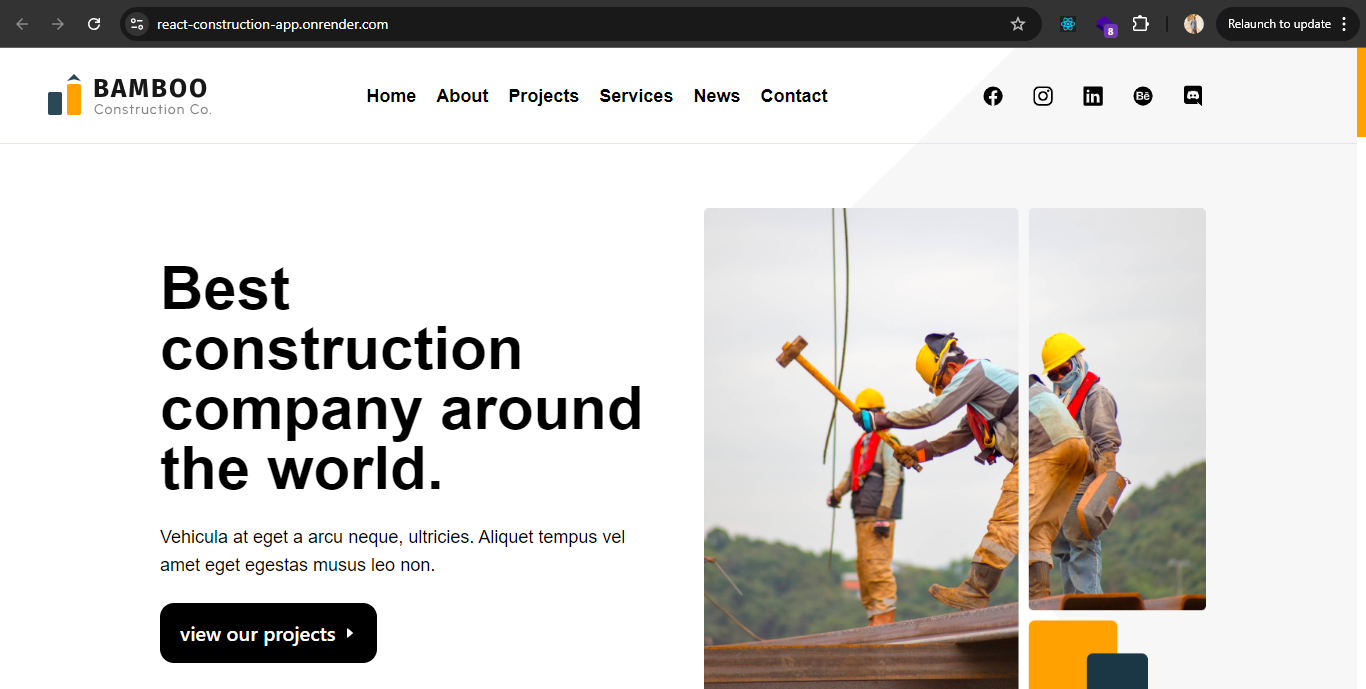 react-construction-app.onrender.com
8
Relaunch to update
BAMBOO
Construction Co.
Home About Projects Services News Contact
in Bē
Best
construction
company around
the world.
Vehicula at eget a arcu neque, ultricies. Aliquet tempus vel
amet eget egestas musus leo non.
view our projects